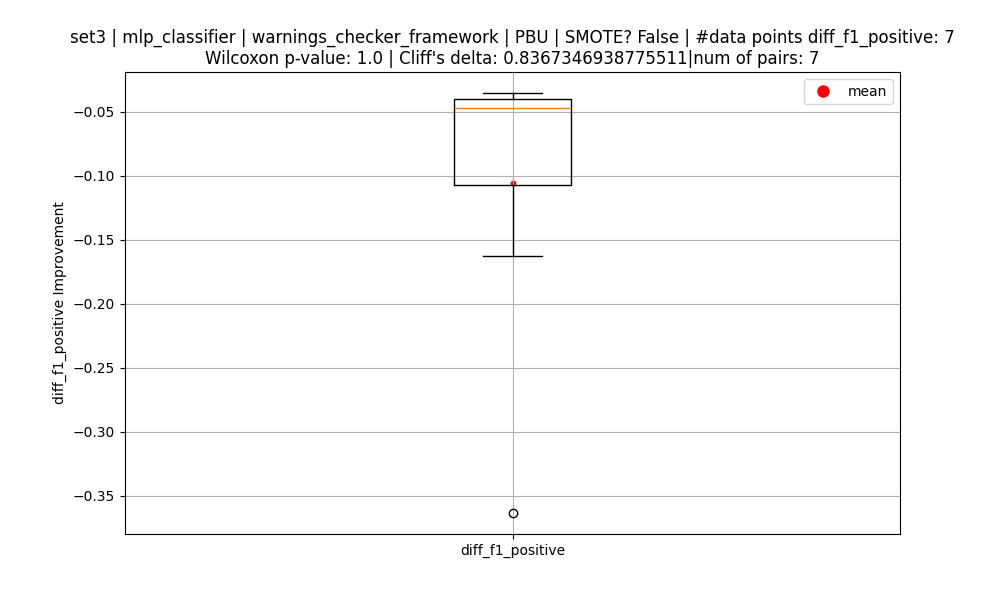 set3 | mlp_classifier | warnings_checker_framework | PBU | SMOTE? False | #data points diff_f1_positive: 7
Wilcoxon p-value: 1.0 | Cliff's delta: 0.8367346938775511|num of pairs: 7
mean
−0.05
−0.10
−0.15
−0.20
−0.25
−0.30
−0.35
diff_f1_positive Improvement
diff_f1_positive